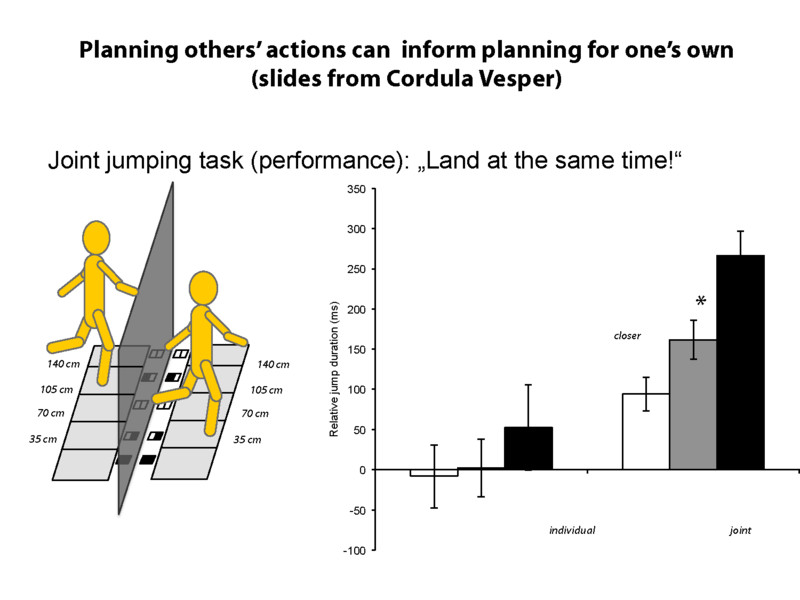 Planning others' actions can  inform planning for one's own
(slides from Cordula Vesper)
Joint jumping task (performance): „Land at the same time!“
140 cm
105 cm
70 cm
35 cm
140 cm
105 cm
70 cm
35 cm
Relative jump duration (ms)
350
300
250
200
150
100
50
0
-50
-100
closer
*
individual
joint